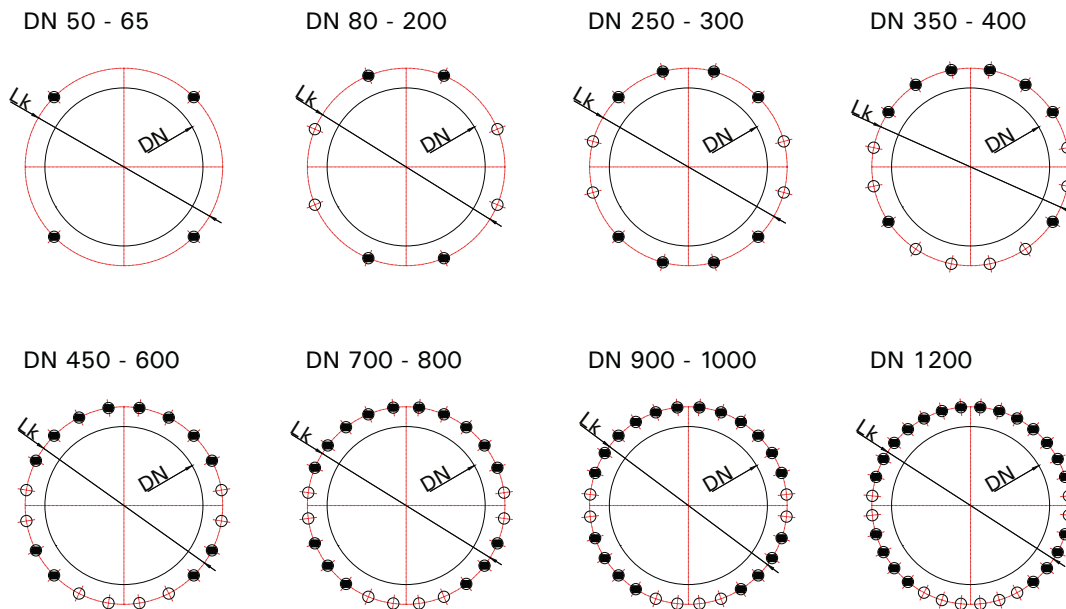 DN 50 - 65
DN 80 - 200
DN 250 - 300
DN 350 - 400
Lk
DN
Lk
DN
Lk
DN
Lk
DN
DN 450 - 600
DN 700 - 800
DN 900 - 1000
DN 1200
Lk
DN
Lk
DN
Lk
DN
Lk
DN